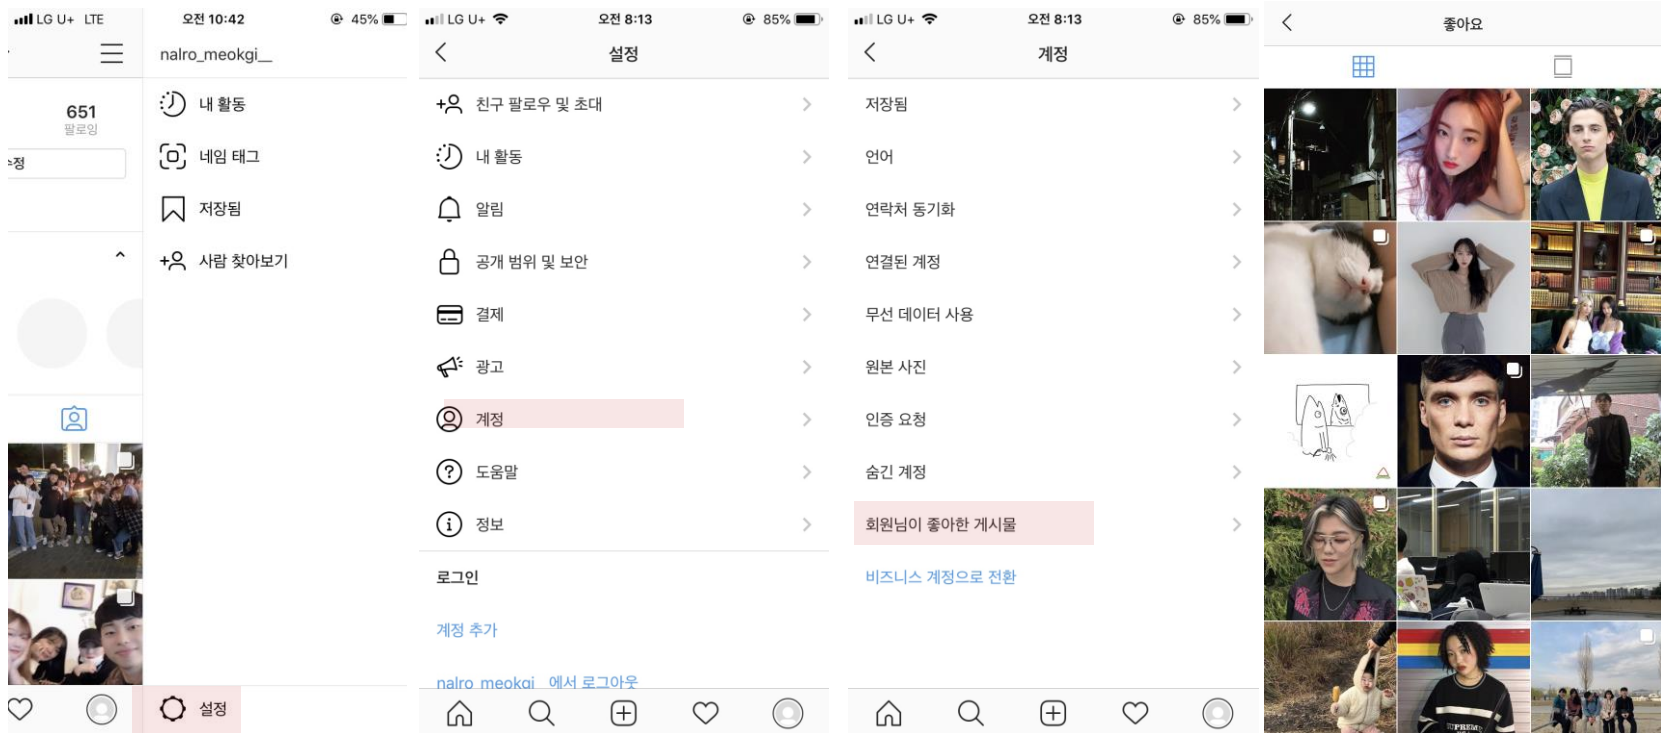 LG U+ LTE 오전 10:42 45%
nalro_meokgi__
651
팔로잉
내 활동
네임 태그
저장됨
사람 찾아보기
설정
LG U+ 오전 8:13 85%
설정
친구 팔로우 및 초대
내 활동
알림
공개 범위 및 보안
결제
광고
계정
도움말
정보
로그인
계정 추가
nalro_meokgi__에서 로그아웃
LG U+ 오전 8:13 85%
계정
저장됨
언어
연락처 동기화
연결된 계정
무선 데이터 사용
원본 사진
인증 요청
숨긴 계정
회원님이 좋아한 게시물
비즈니스 계정으로 전환
좋아요